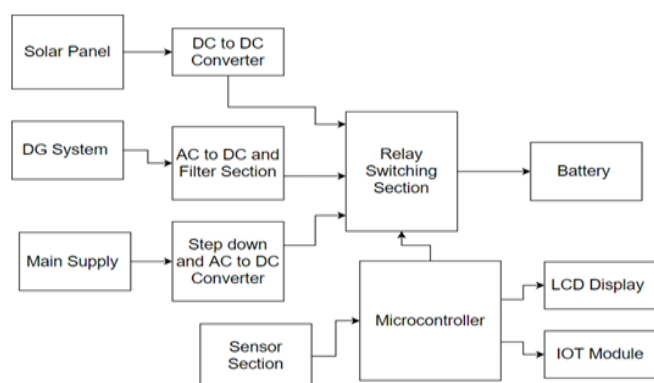 Solar Panel
DC to DC
Converter
DG System
AC to DC and
Filter Section
Relay
Switching
Section
Battery
Main Supply
Step down
and AC to DC
Converter
Microcontroller
LCD Display
Sensor
Section
IOT Module